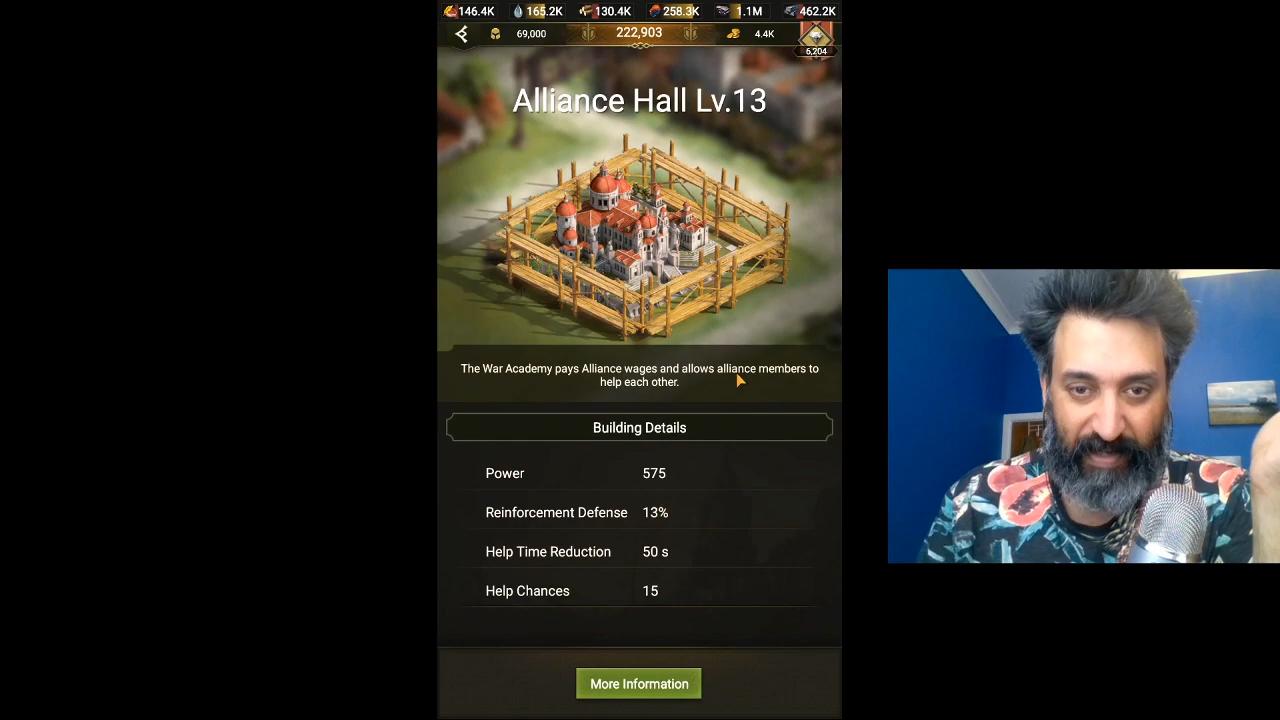 146.4K 165.2K 130.4K 258.3K 1.1M 462.2K
69,000 222,903 4.4K
6,204
Alliance Hall Lv.13
The War Academy pays Alliance wages and allows alliance members to
help each other.
Building Details
Power 575
Reinforcement Defense 13%
Help Time Reduction 50 s
Help Chances 15
More Information